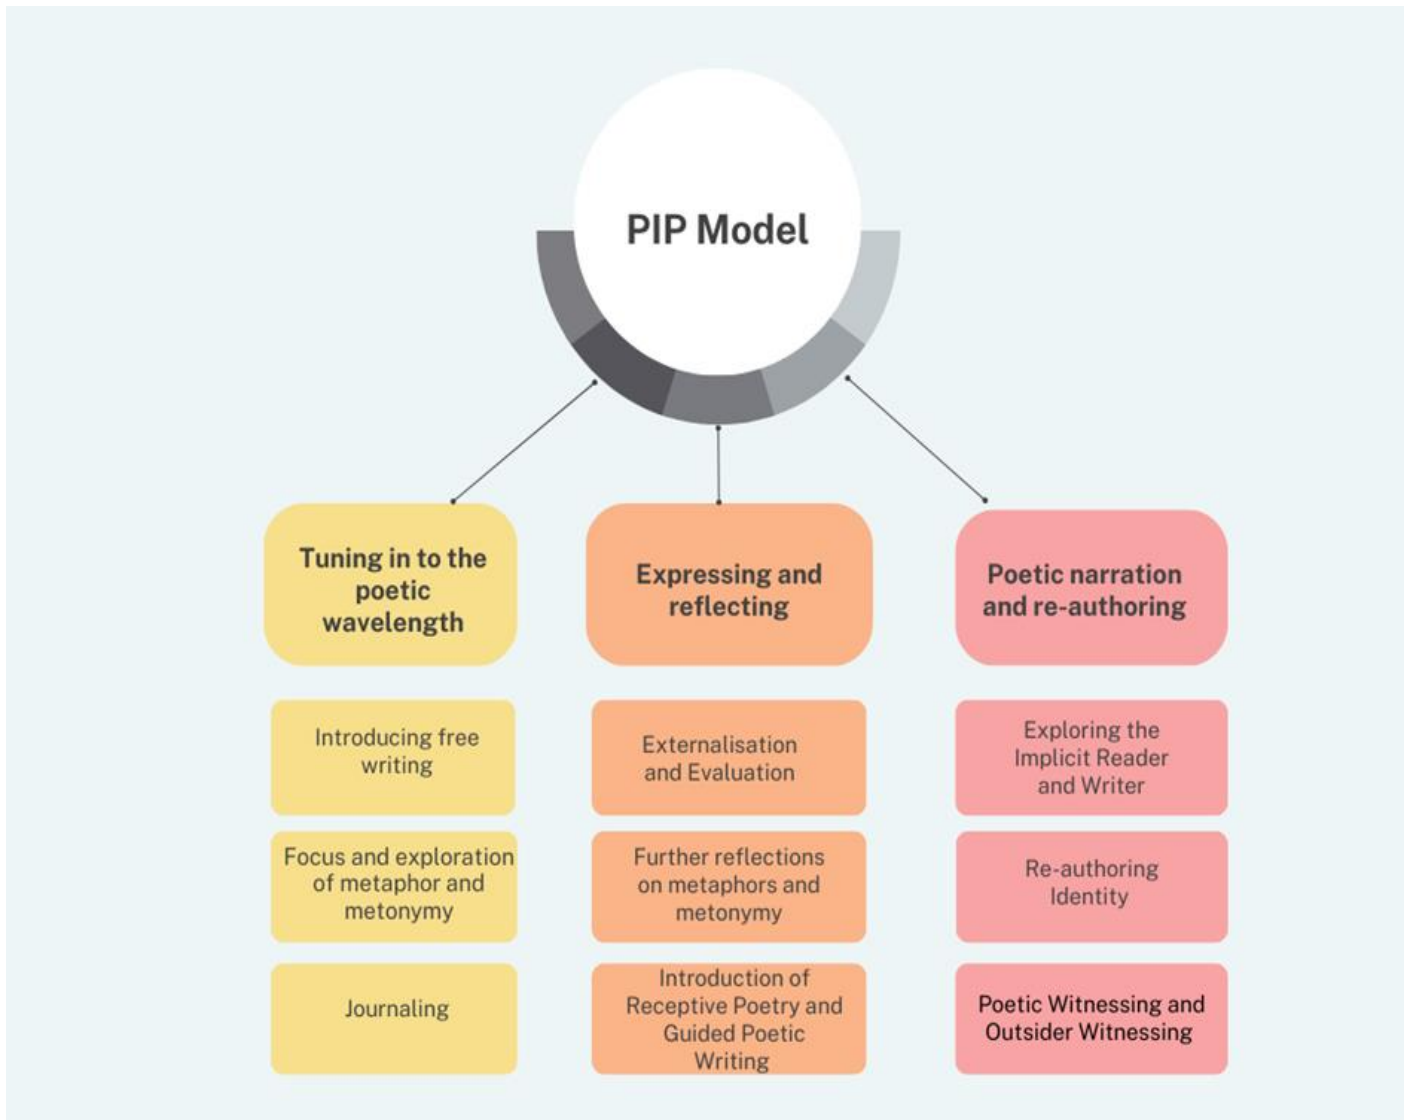 PIP Model
Tuning in to the
poetic
wavelength
Introducing free
writing
Focus and exploration
of metaphor and
metonymy
Journaling
Expressing and
reflecting
Externalisation
and Evaluation
Further reflections
on metaphors and
metonymy
Introduction of
Receptive Poetry and
Guided Poetic
Writing
Poetic narration
and re-authoring
Exploring the
Implicit Reader
and Writer
Re-authoring
Identity
Poetic Witnessing and
Outsider Witnessing